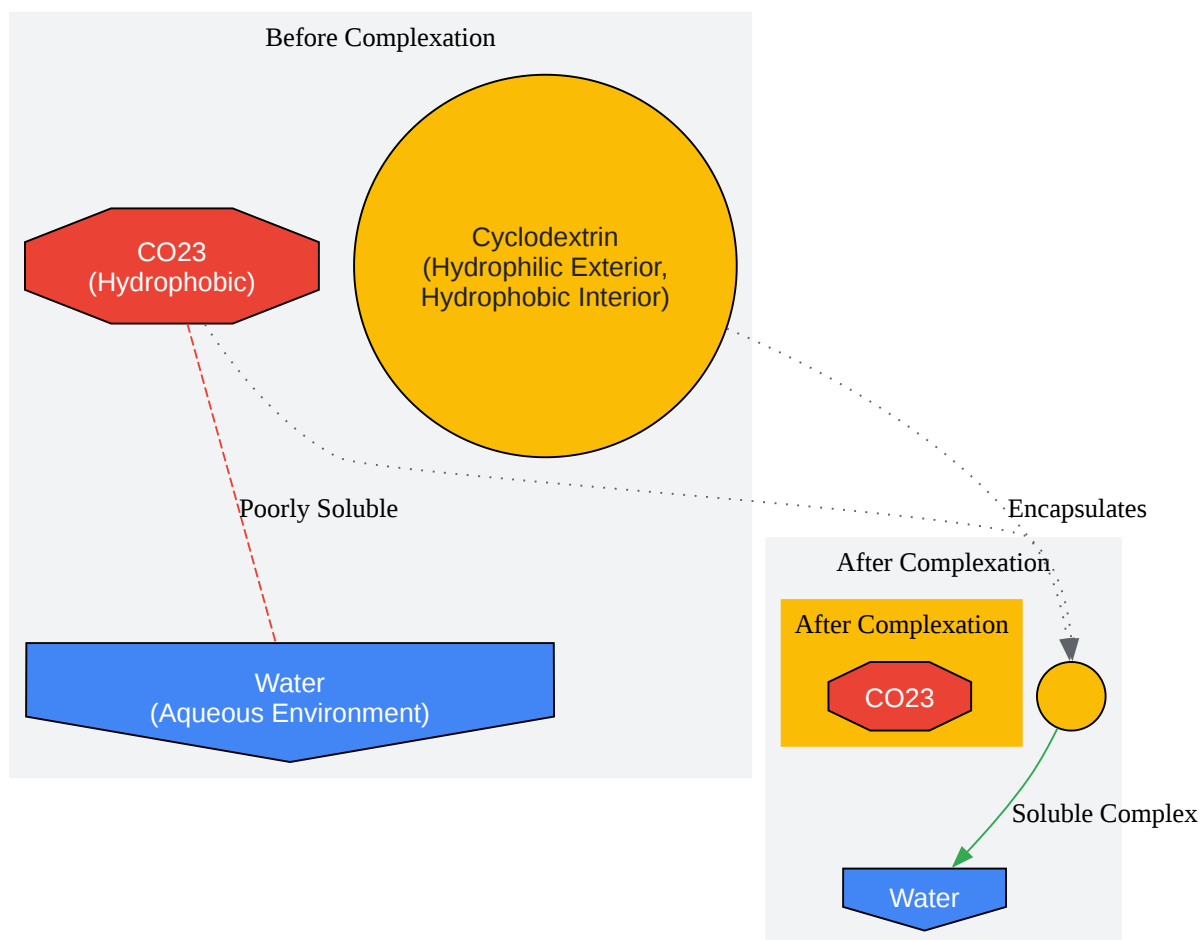 Before Complexation
CO23
(Hydrophobic)
Cyclodextrin
(Hydrophilic Exterior,
Hydrophobic Interior)
Poorly Soluble
Encapsulates
Water
(Aqueous Environment)
After Complexation
After Complexation
CO23
Soluble Complex
Water